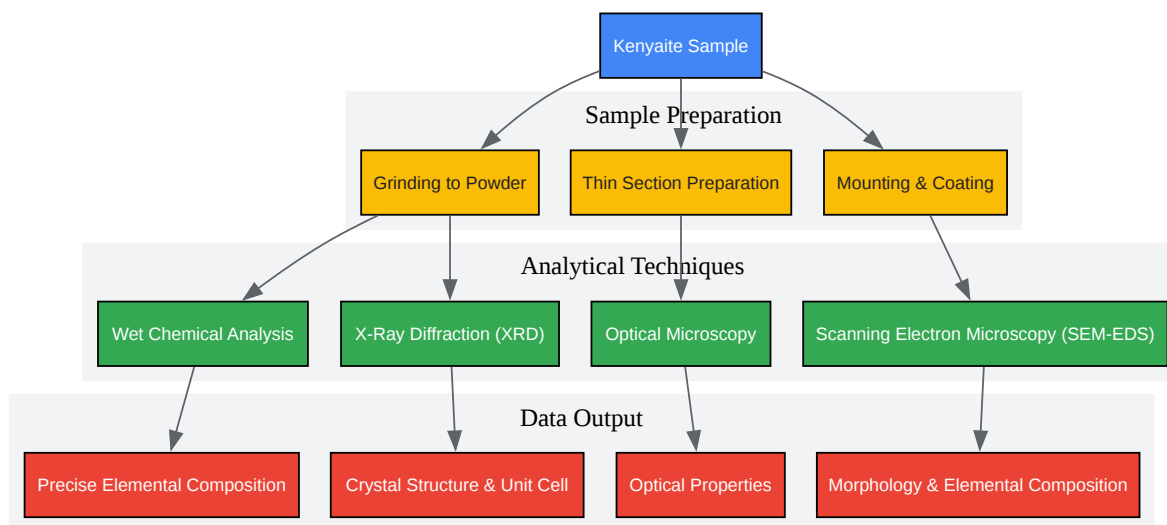 Kenyaite Sample
Sample Preparation
Grinding to Powder
Thin Section Preparation
Mounting & Coating
Analytical Techniques
Wet Chemical Analysis
X-Ray Diffraction (XRD)
Optical Microscopy
Scanning Electron Microscopy (SEM-EDS)
Data Output
Precise Elemental Composition
Crystal Structure & Unit Cell
Optical Properties
Morphology & Elemental Composition